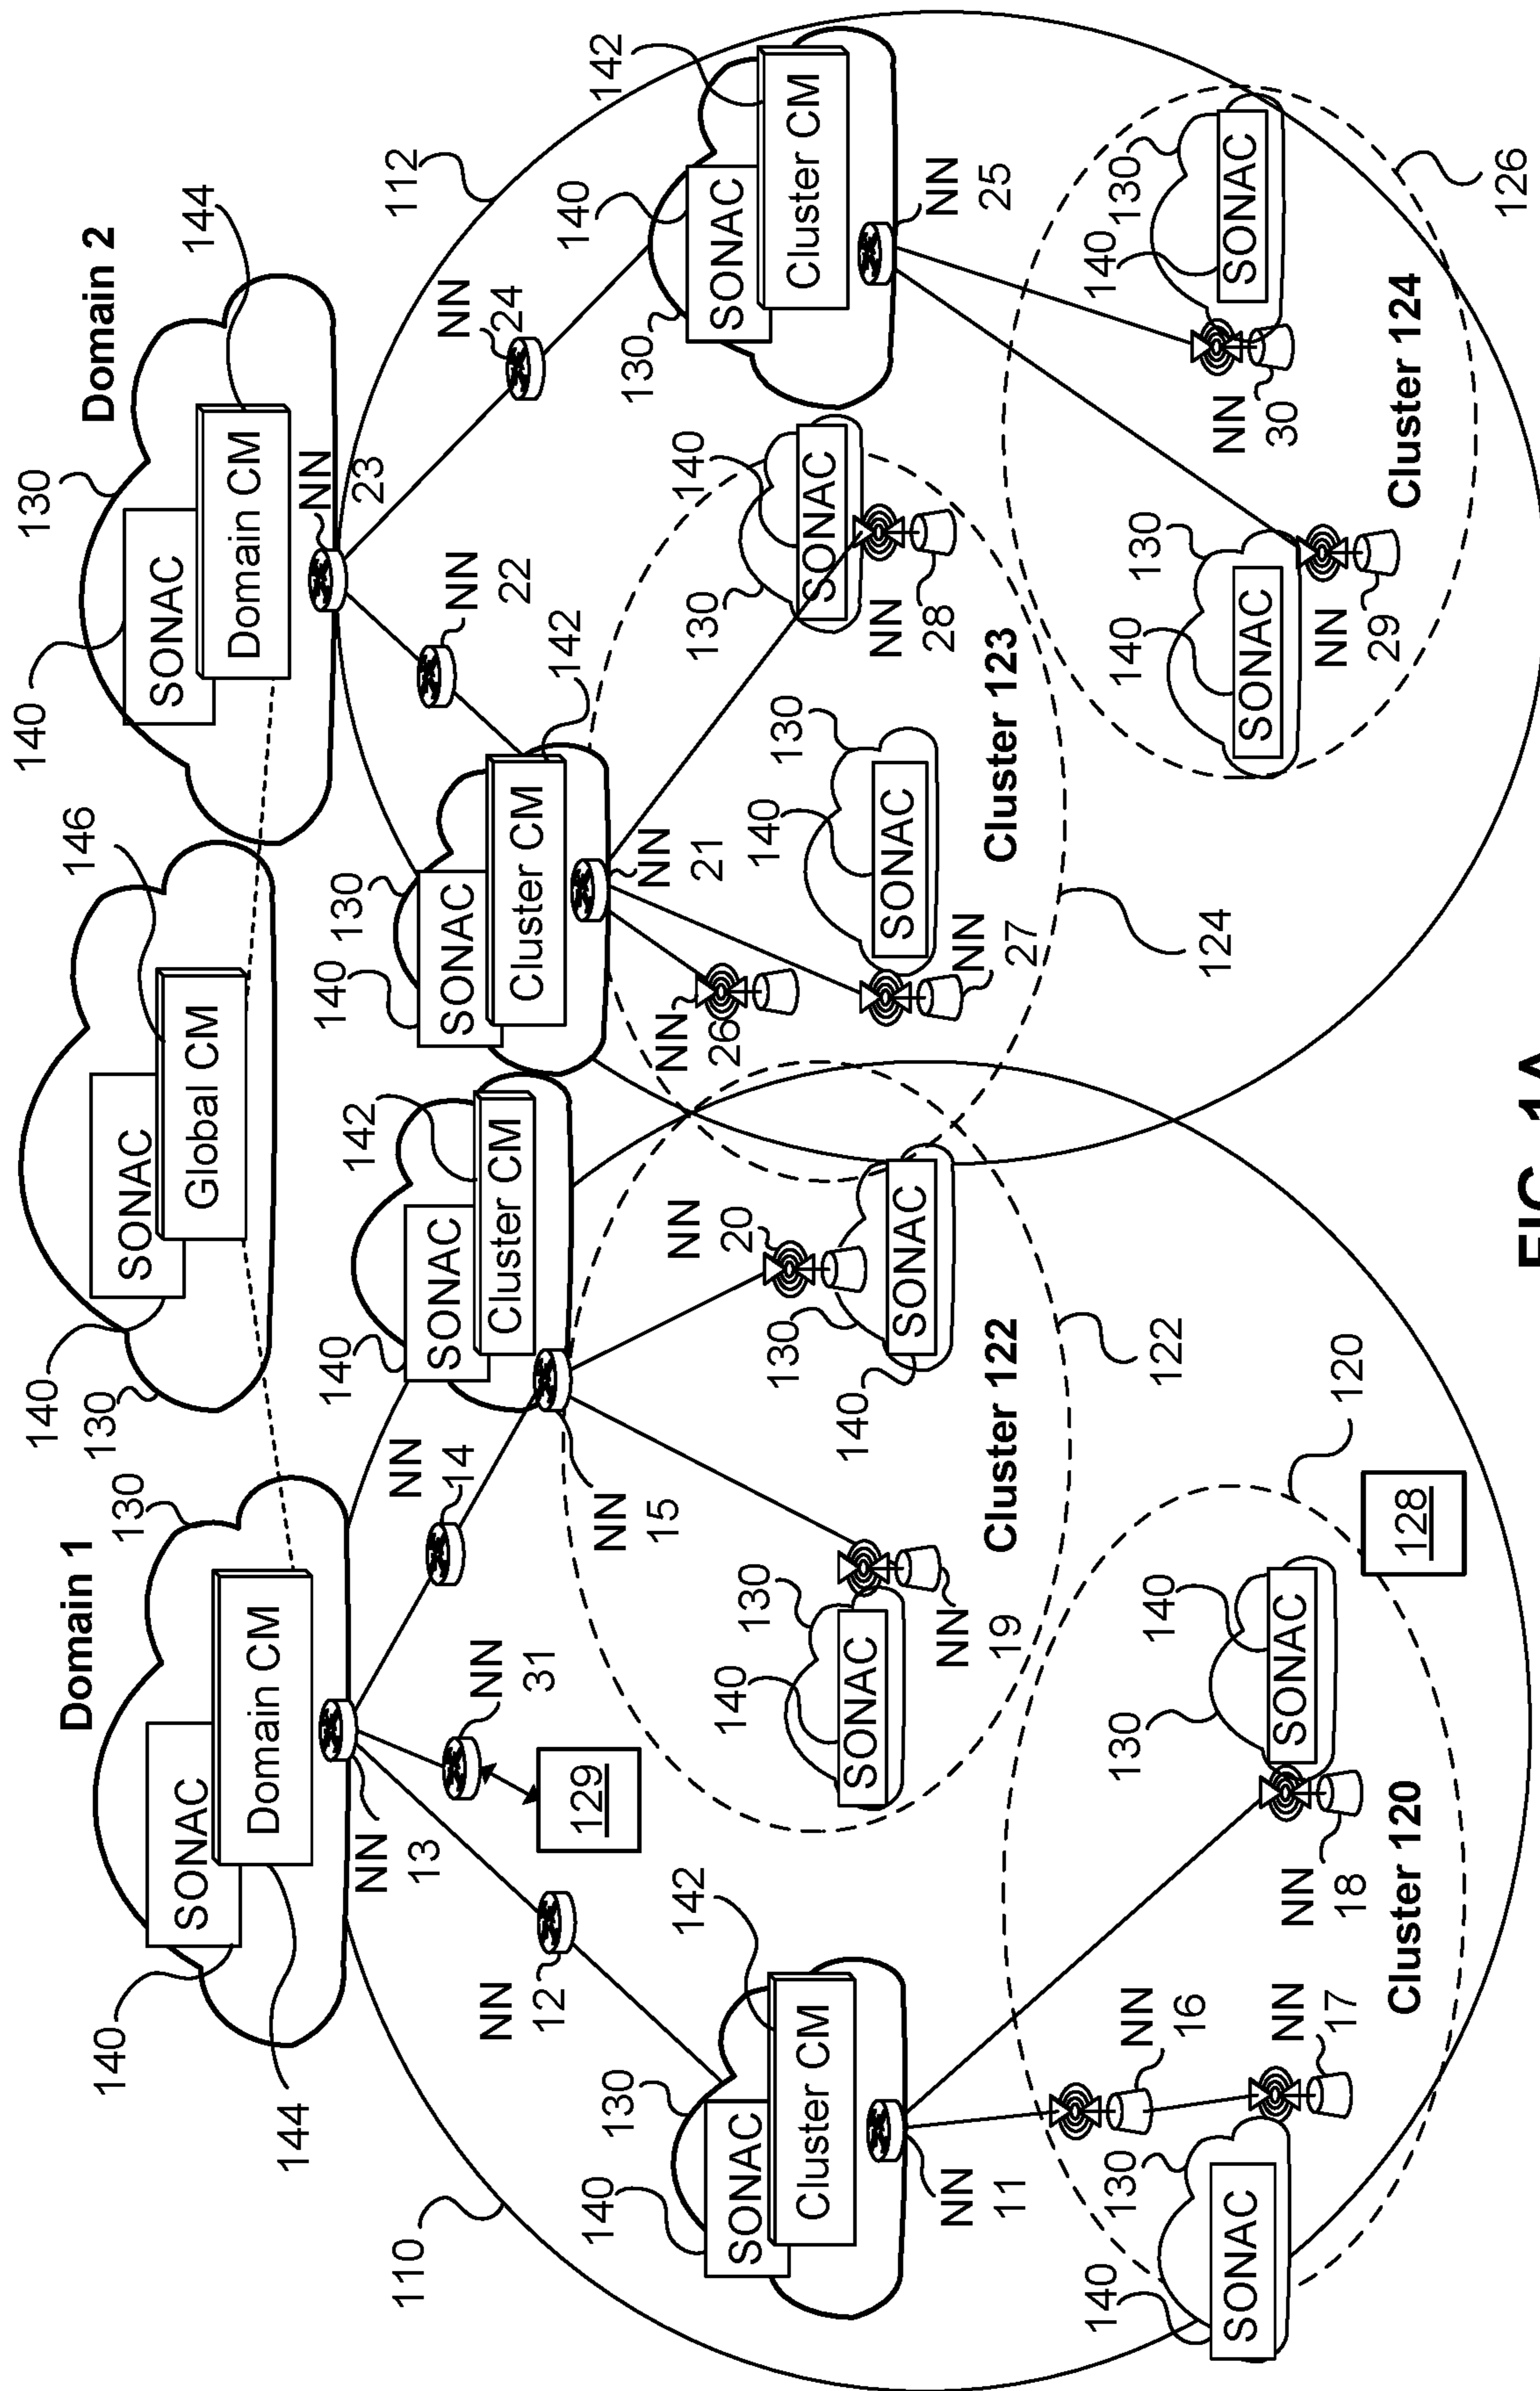 Domain 1
140
SONAC
130
Domain CM
144
NN
13
140
130
SONAC
Global CM
146
Domain 2
140
130
SONAC
Domain CM
144
NN
23
110
112
NN
12
NN
31
129
NN
14
140
SONAC
142
Cluster CM
NN
15
140
130
SONAC
Cluster CM
142
NN
21
NN
22
NN
24
140
130
SONAC
Cluster CM
142
NN
11
130
140
SONAC
142
Cluster CM
NN
25
140
130
SONAC
NN
19
NN
20
130
140
SONAC
Cluster 122
122
NN
26
NN
27
140
130
SONAC
130
140
SONAC
NN
28
Cluster 123
124
140
130
SONAC
NN
16
NN
17
NN
18
130
140
SONAC
Cluster 120
120
128
140
130
SONAC
NN
29
NN
30
140
130
SONAC
Cluster 124
126
FIG. 1A